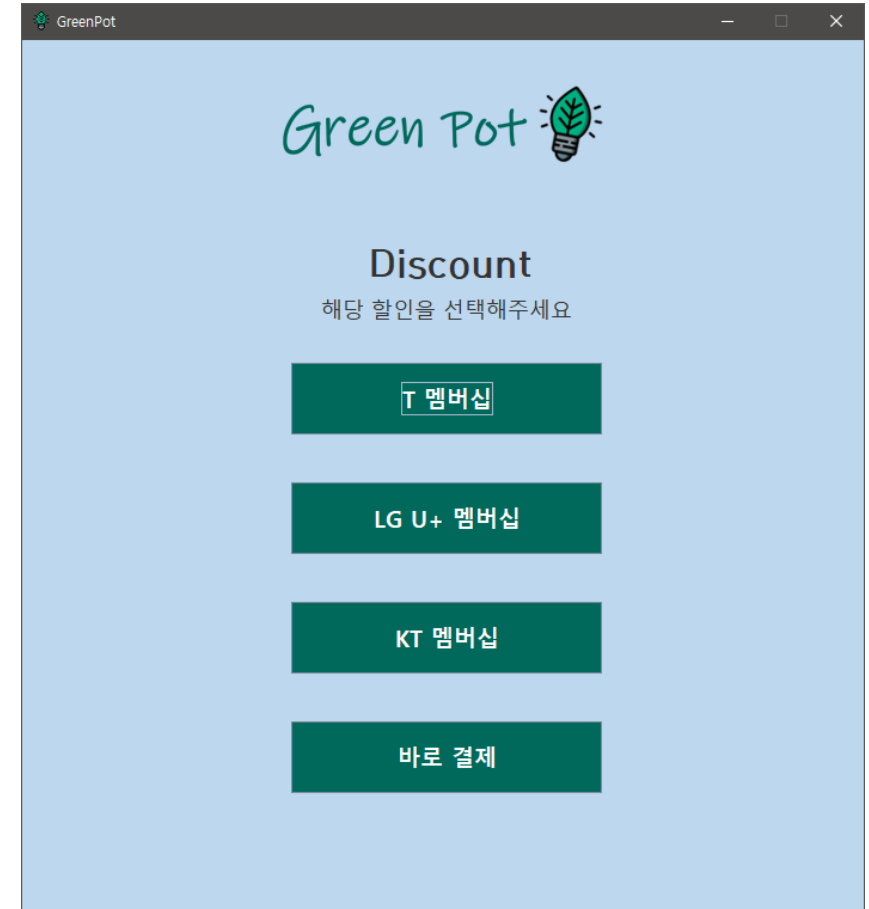 GreenPot
Green Pot
Discount
해당 할인을 선택해주세요
T 멤버십
LG U+ 멤버십
KT 멤버십
바로 결제